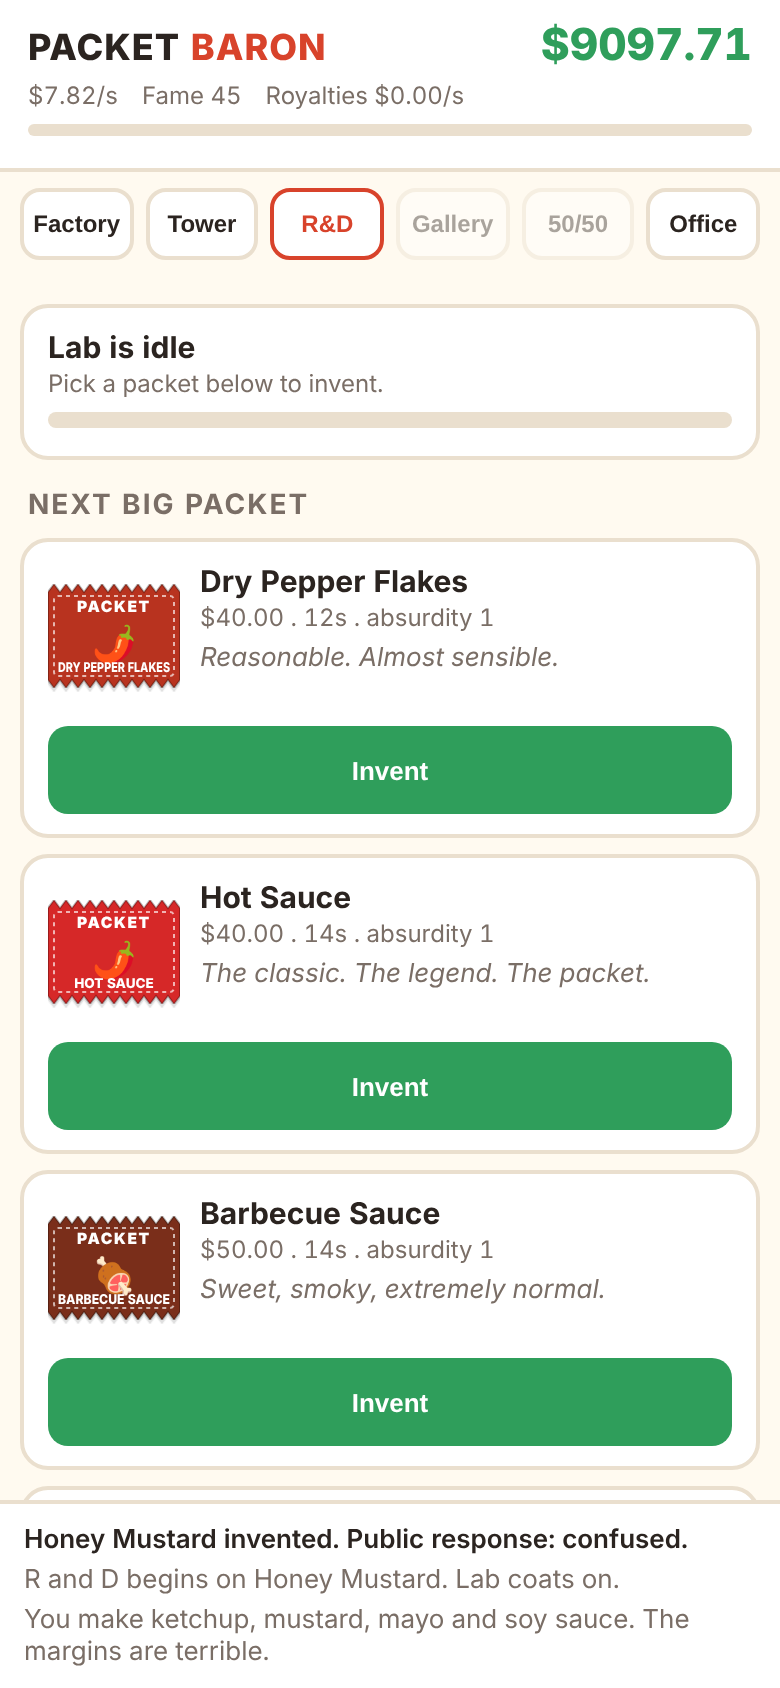 PACKET BARON
$9097.71
$7.82/s Fame 45 Royalties $0.00/s
Factory
Tower
R&D
Gallery
50/50
Office
Lab is idle
Pick a packet below to invent.
NEXT BIG PACKET
PACKET
DRY PEPPER FLAKES
Dry Pepper Flakes
$40.00 . 12s . absurdity 1
Reasonable. Almost sensible.
Invent
PACKET
HOT SAUCE
Hot Sauce
$40.00 . 14s . absurdity 1
The classic. The legend. The packet.
Invent
PACKET
BARBECUE SAUCE
Barbecue Sauce
$50.00 . 14s . absurdity 1
Sweet, smoky, extremely normal.
Invent
Honey Mustard invented. Public response: confused.
R and D begins on Honey Mustard. Lab coats on.
You make ketchup, mustard, mayo and soy sauce. The
margins are terrible.